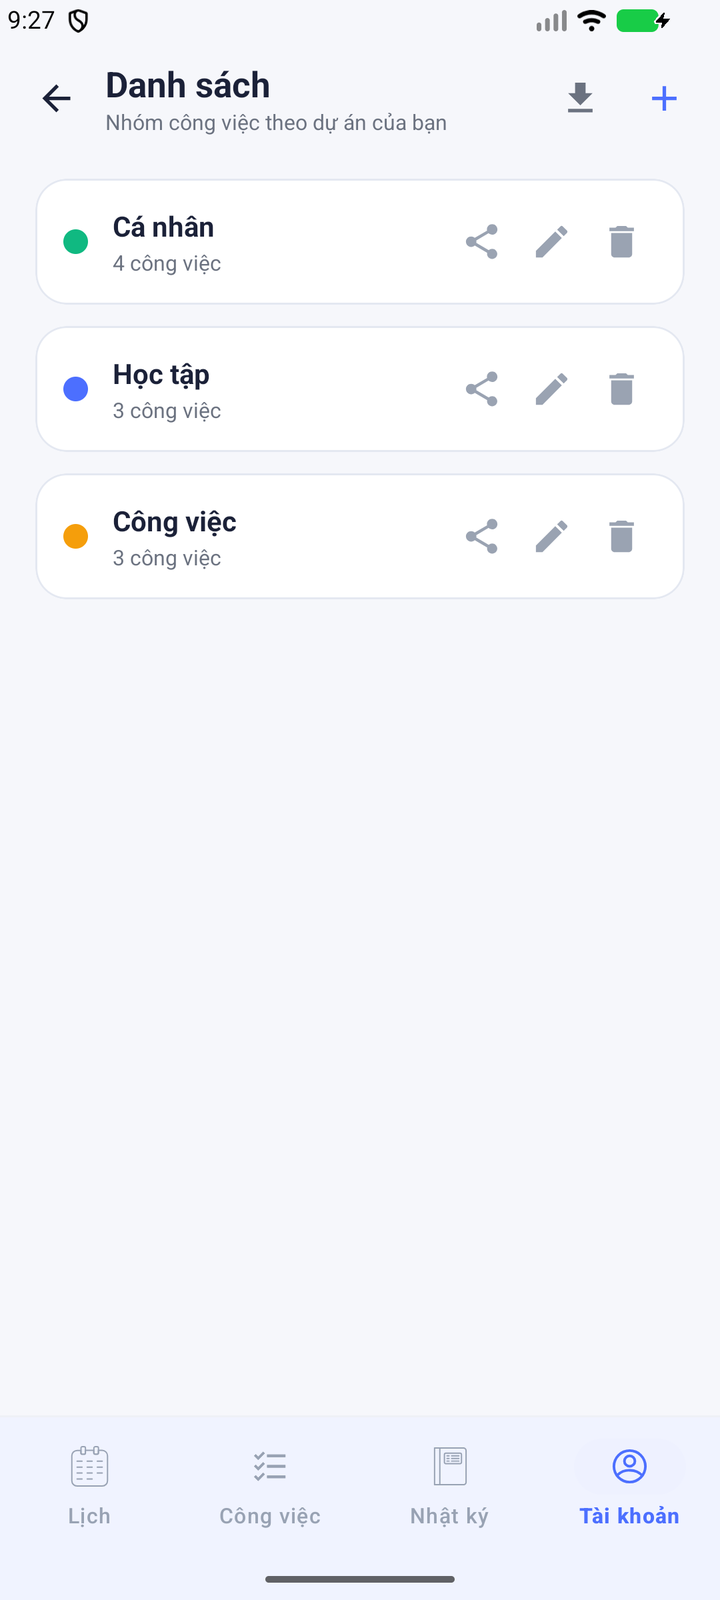 9:27
Danh sách
Nhóm công việc theo dự án của bạn
Cá nhân
4 công việc
Học tập
3 công việc
Công việc
3 công việc
Lịch
Công việc
Nhật ký
Tài khoản